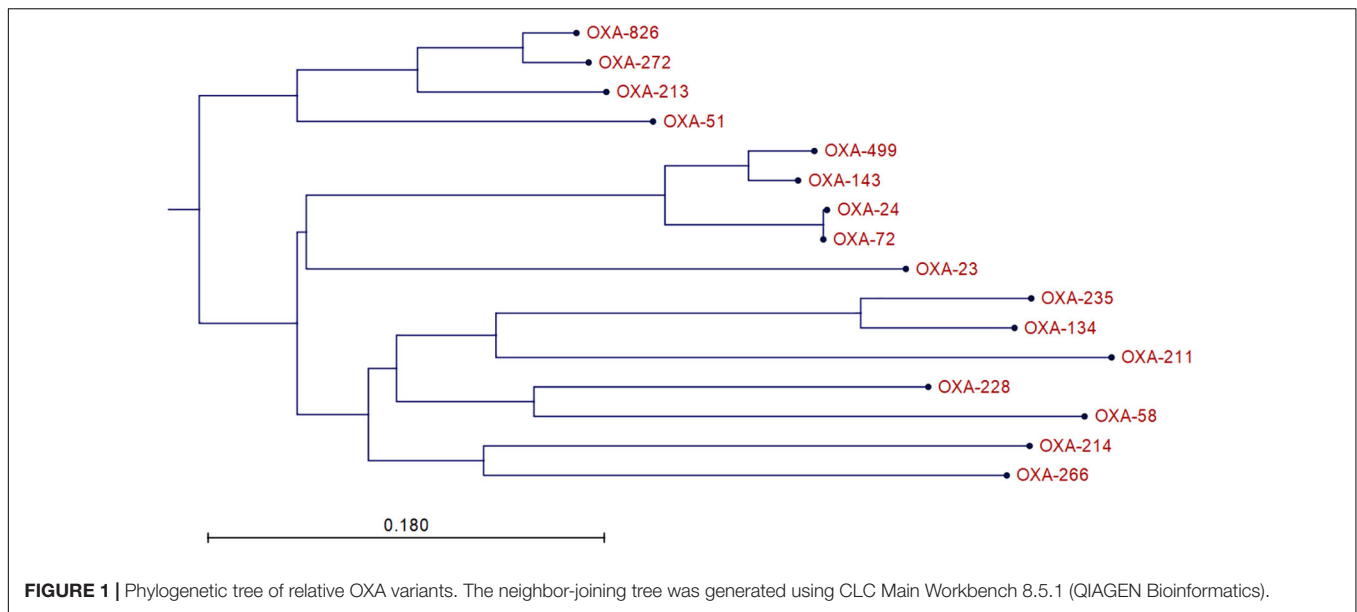 OXA-826
OXA-272
OXA-213
OXA-51
OXA-499
OXA-143
OXA-24
OXA-72
OXA-23
OXA-235
OXA-134
OXA-211
OXA-228
OXA-58
OXA-214
OXA-266
0.180
FIGURE 1 | Phylogenetic tree of relative OXA variants. The neighbor-joining tree was generated using CLC Main Workbench 8.5.1 (QIAGEN Bioinformatics).